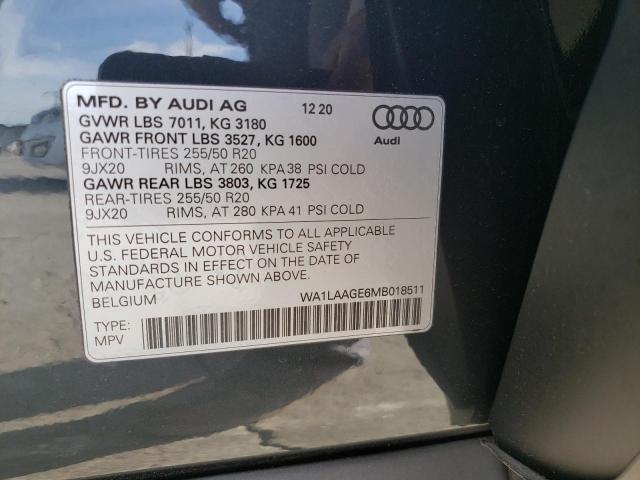 MFD. BY AUDI AG 12 20
GVWR LBS 7011, KG 3180
GAWR FRONT LBS 3527, KG 1600
Audi
FRONT-TIRES 255/50 R20
9JX20 RIMS, AT 260 KPA 38 PSI COLD
GAWR REAR LBS 3803, KG 1725
REAR-TIRES 255/50 R20
9JX20 RIMS, AT 280 KPA 41 PSI COLD
THIS VEHICLE CONFORMS TO ALL APPLICABLE
U.S. FEDERAL MOTOR VEHICLE SAFETY
STANDARDS IN EFFECT ON THE DATE OF
MANUFACTURE SHOWN ABOVE.
BELGIUM WA1LAAGE6MB018511
TYPE:
MPV